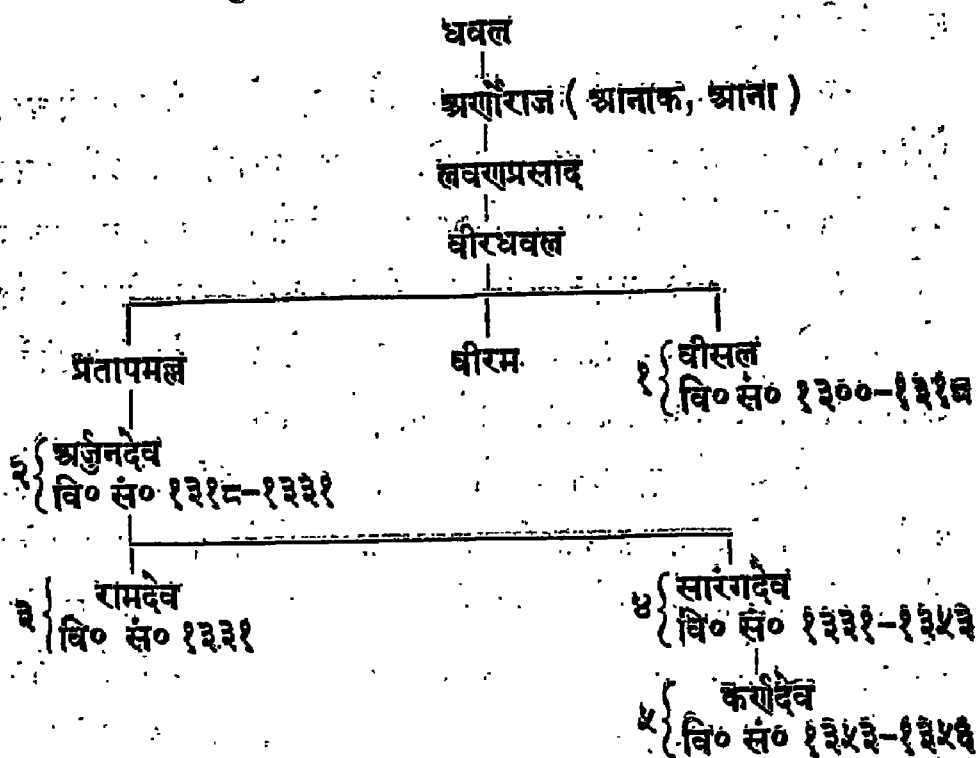 धवल
अर्णोराज ( आनाक, आना )
लवणप्रसाद
वीरधवल
प्रतापमल्ल
वीरम
१ वीसल
वि० सं० १३००-१३१८
२ अर्जुनदेव
वि० सं० १३१८-१३३१
३ रामदेव
वि० सं० १३३१
४ सारंगदेव
वि० सं० १३३१-१३५३
५ कर्णदेव
वि० सं० १३५३-१३५६